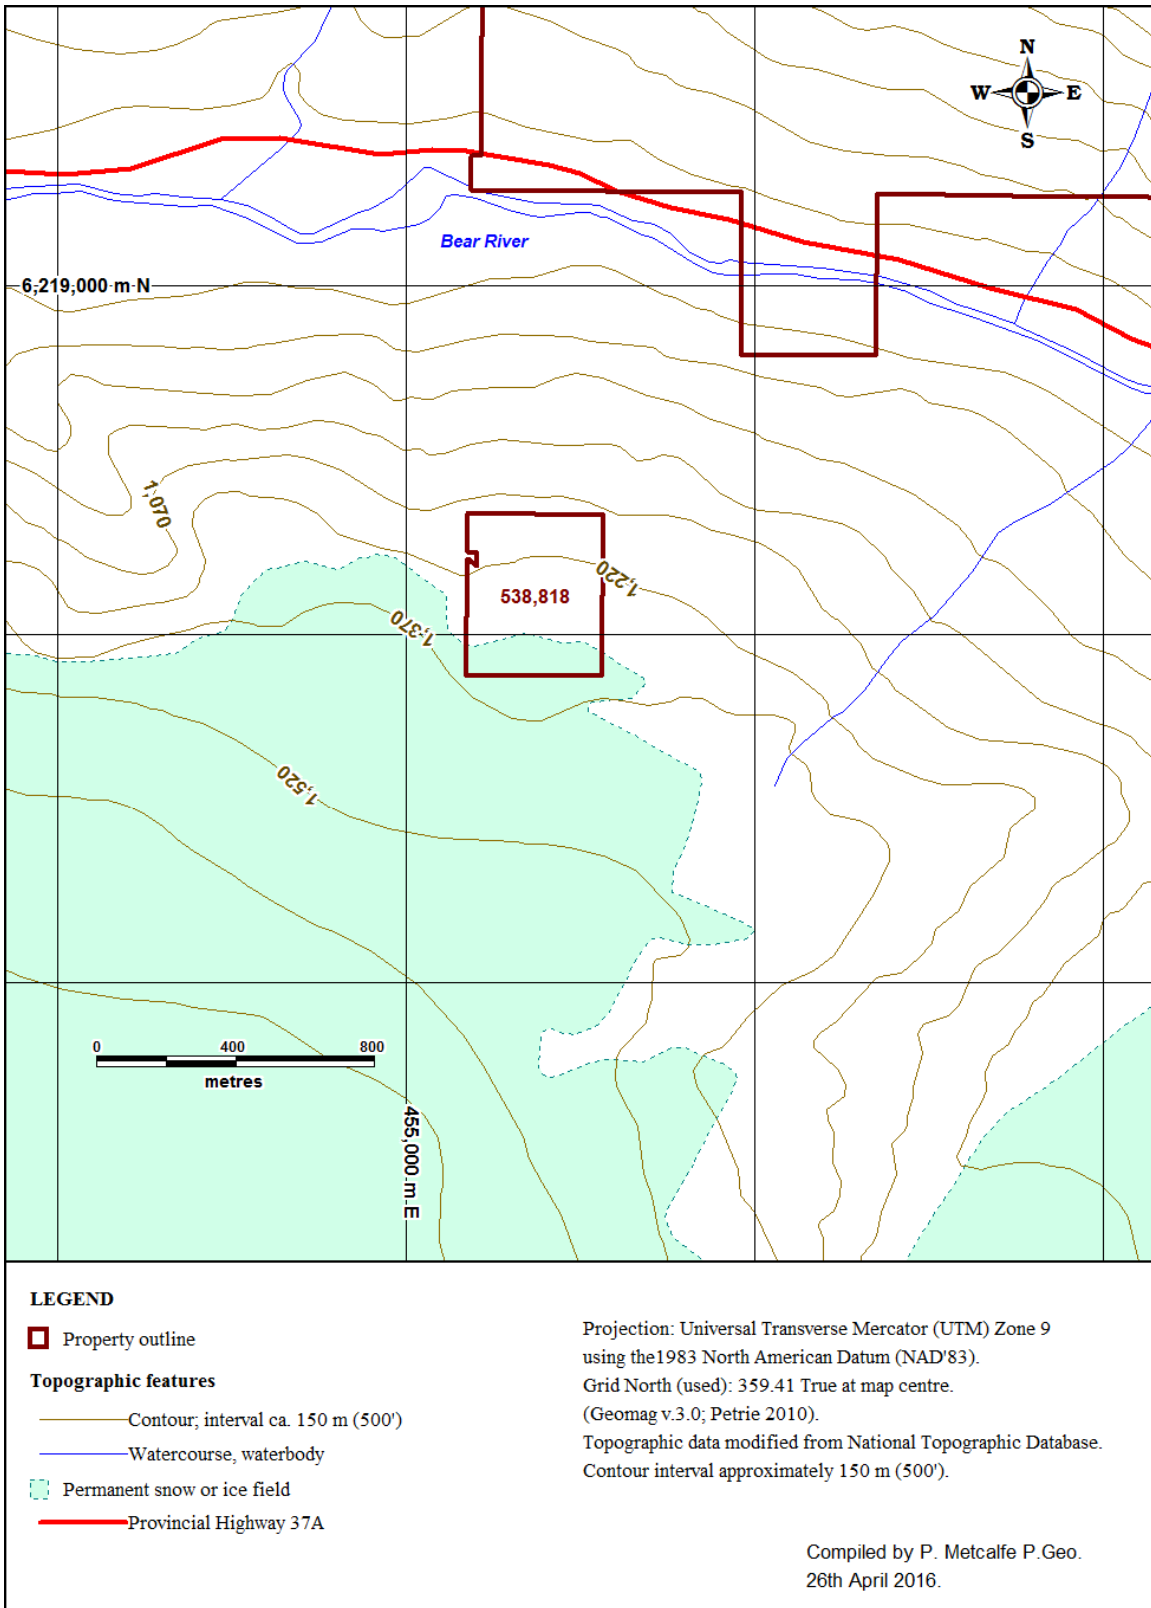 N
W E
S
Bear River
6,219,000 m N
1,070
1,220
538,818
1,370
1,520
0 400 800
metres
455,000 m E
LEGEND
Property outline
Topographic features
Contour; interval ca. 150 m (500')
Watercourse, waterbody
Permanent snow or ice field
Provincial Highway 37A
Projection: Universal Transverse Mercator (UTM) Zone 9
using the1983 North American Datum (NAD'83).
Grid North (used): 359.41 True at map centre.
(Geomag v.3.0; Petrie 2010).
Topographic data modified from National Topographic Database.
Contour interval approximately 150 m (500').
Compiled by P. Metcalfe P.Geo.
26th April 2016.